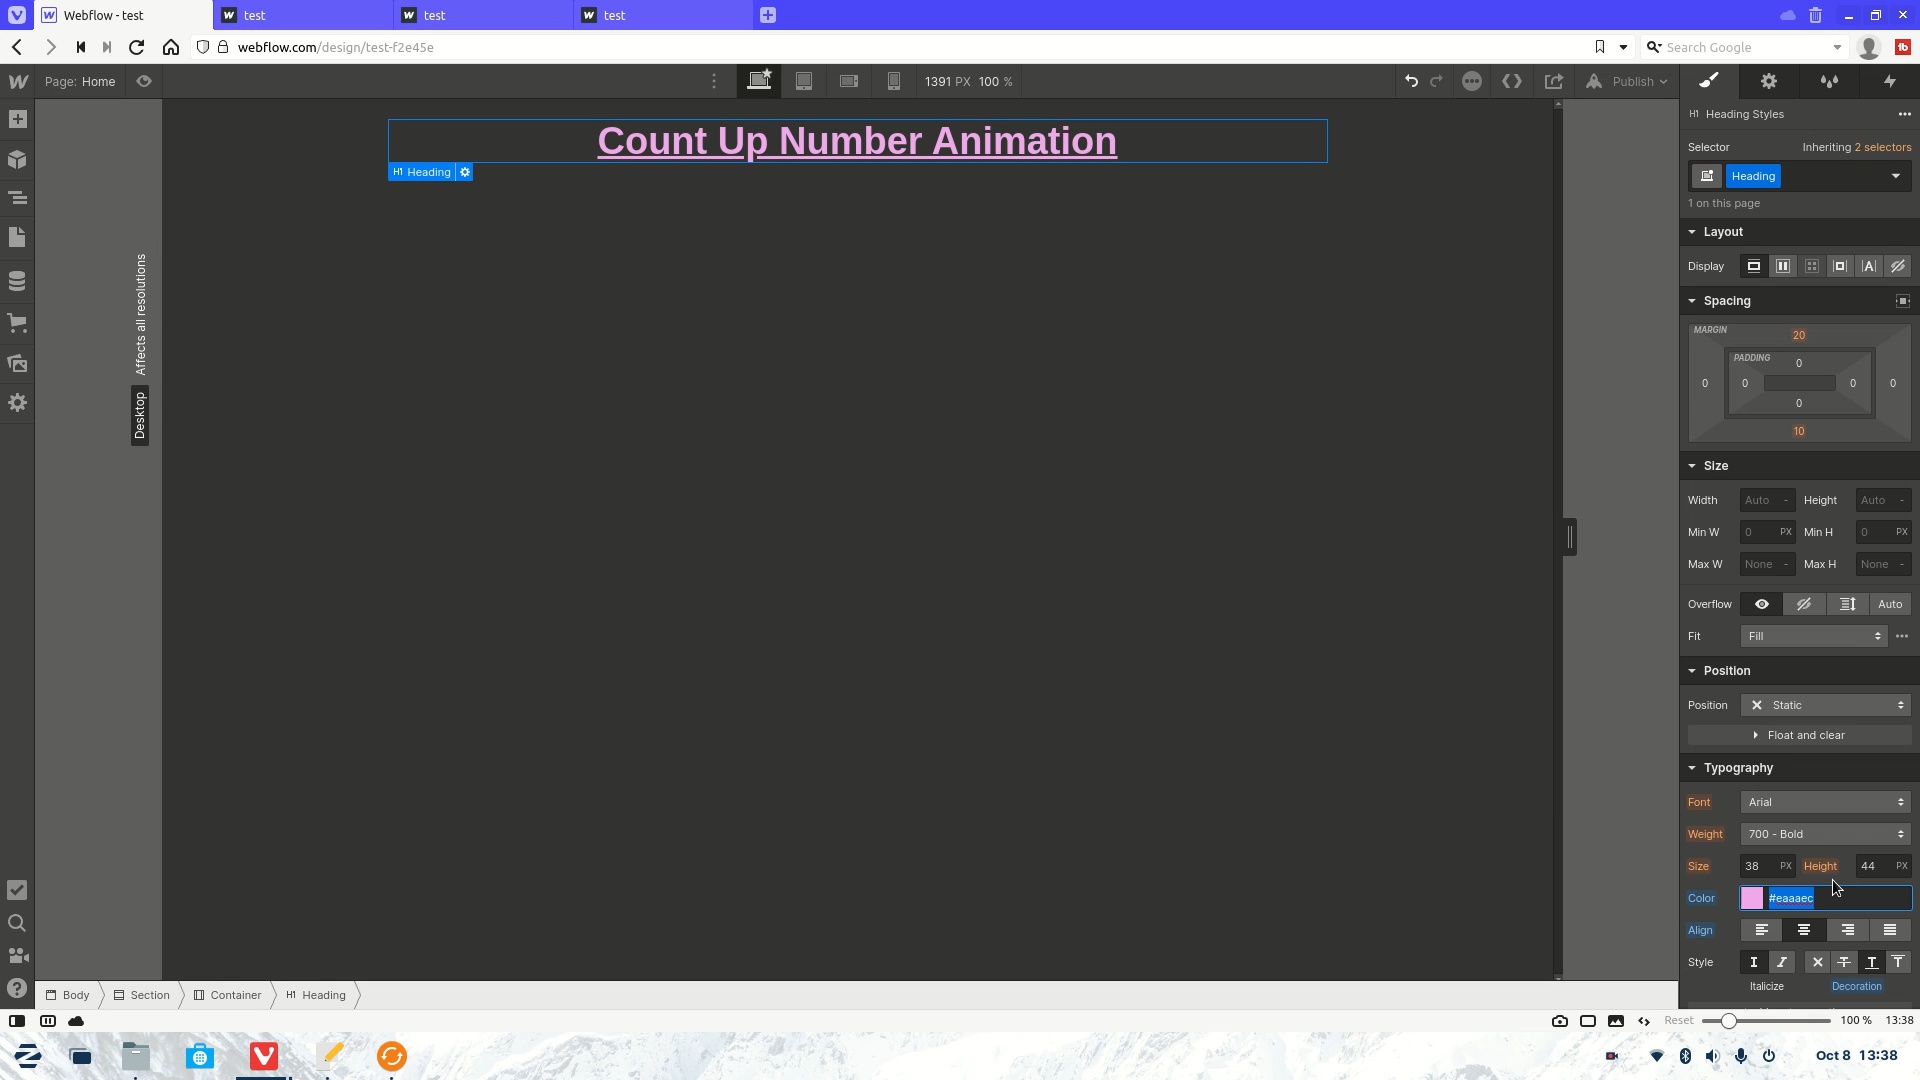 Webflow - test
test
test
test
webflow.com/design/test-f2e45e
Search Google
Page: Home
1391 PX 100 %
Publish
H1 Heading Styles
Selector
Inheriting 2 selectors
Heading
1 on this page
Count Up Number Animation
H1 Heading
Affects all resolutions
Desktop
Layout
Display
Spacing
MARGIN
20
PADDING
0
0
0
0
0
0
10
Size
Width Auto - Height Auto -
Min W 0 PX Min H 0 PX
Max W None - Max H None -
Overflow Auto
Fit Fill
Position
Position Static
Float and clear
Typography
Font Arial
Weight 700 - Bold
Size 38 PX Height 44 PX
Color #eaaaec
Align
Style
Italicize Decoration
Body Section Container H1 Heading
Reset 100 % 13:38
Oct 8 13:38